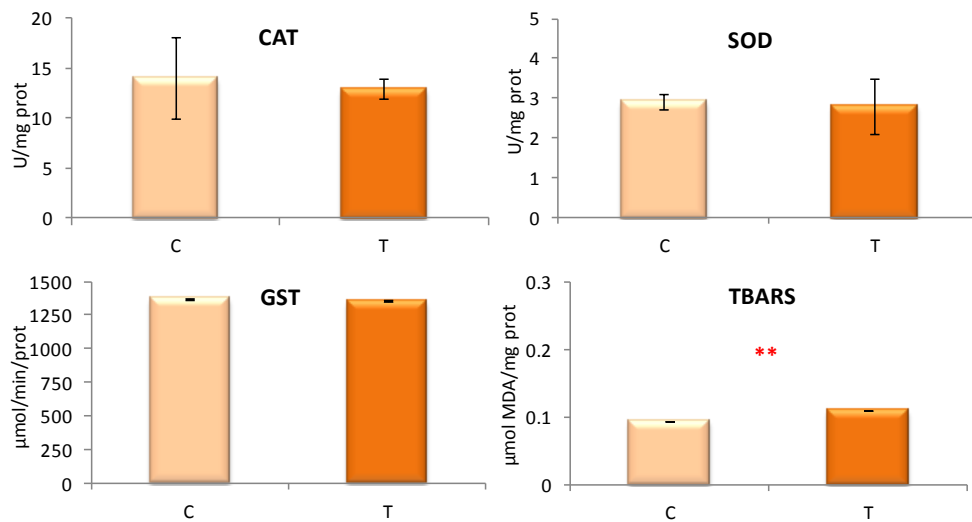 CAT
U/mg prot
20
15
10
5
0
C T
SOD
U/mg prot
5
4
3
2
1
0
C T
GST
µmol/min/prot
1500
1250
1000
750
500
250
0
C T
TBARS
µmol MDA/mg prot
0.3
0.2
0.1
0
**
C T